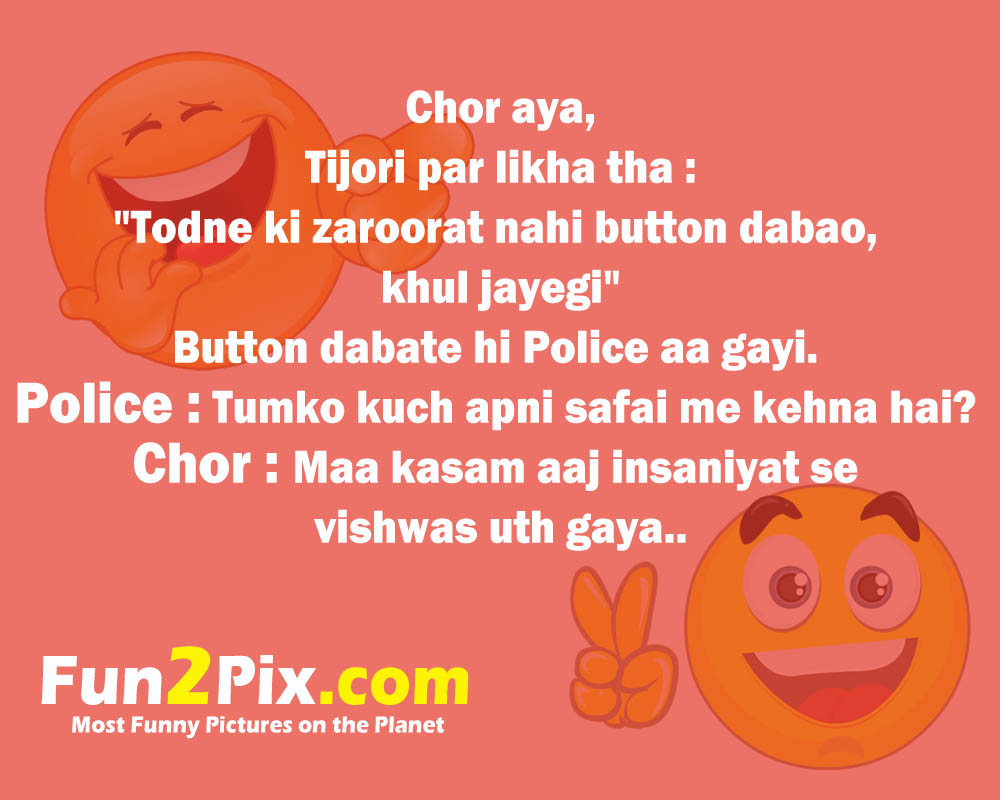 Chor aya,
Tijori par likha tha :
"Todne ki zaroorat nahi button dabao,
khul jayegi"
Button dabate hi Police aa gayi.
Police : Tumko kuch apni safai me kehna hai?
Chor : Maa kasam aaj insaniyat se
vishwas uth gaya..
Fun2Pix.com
Most Funny Pictures on the Planet